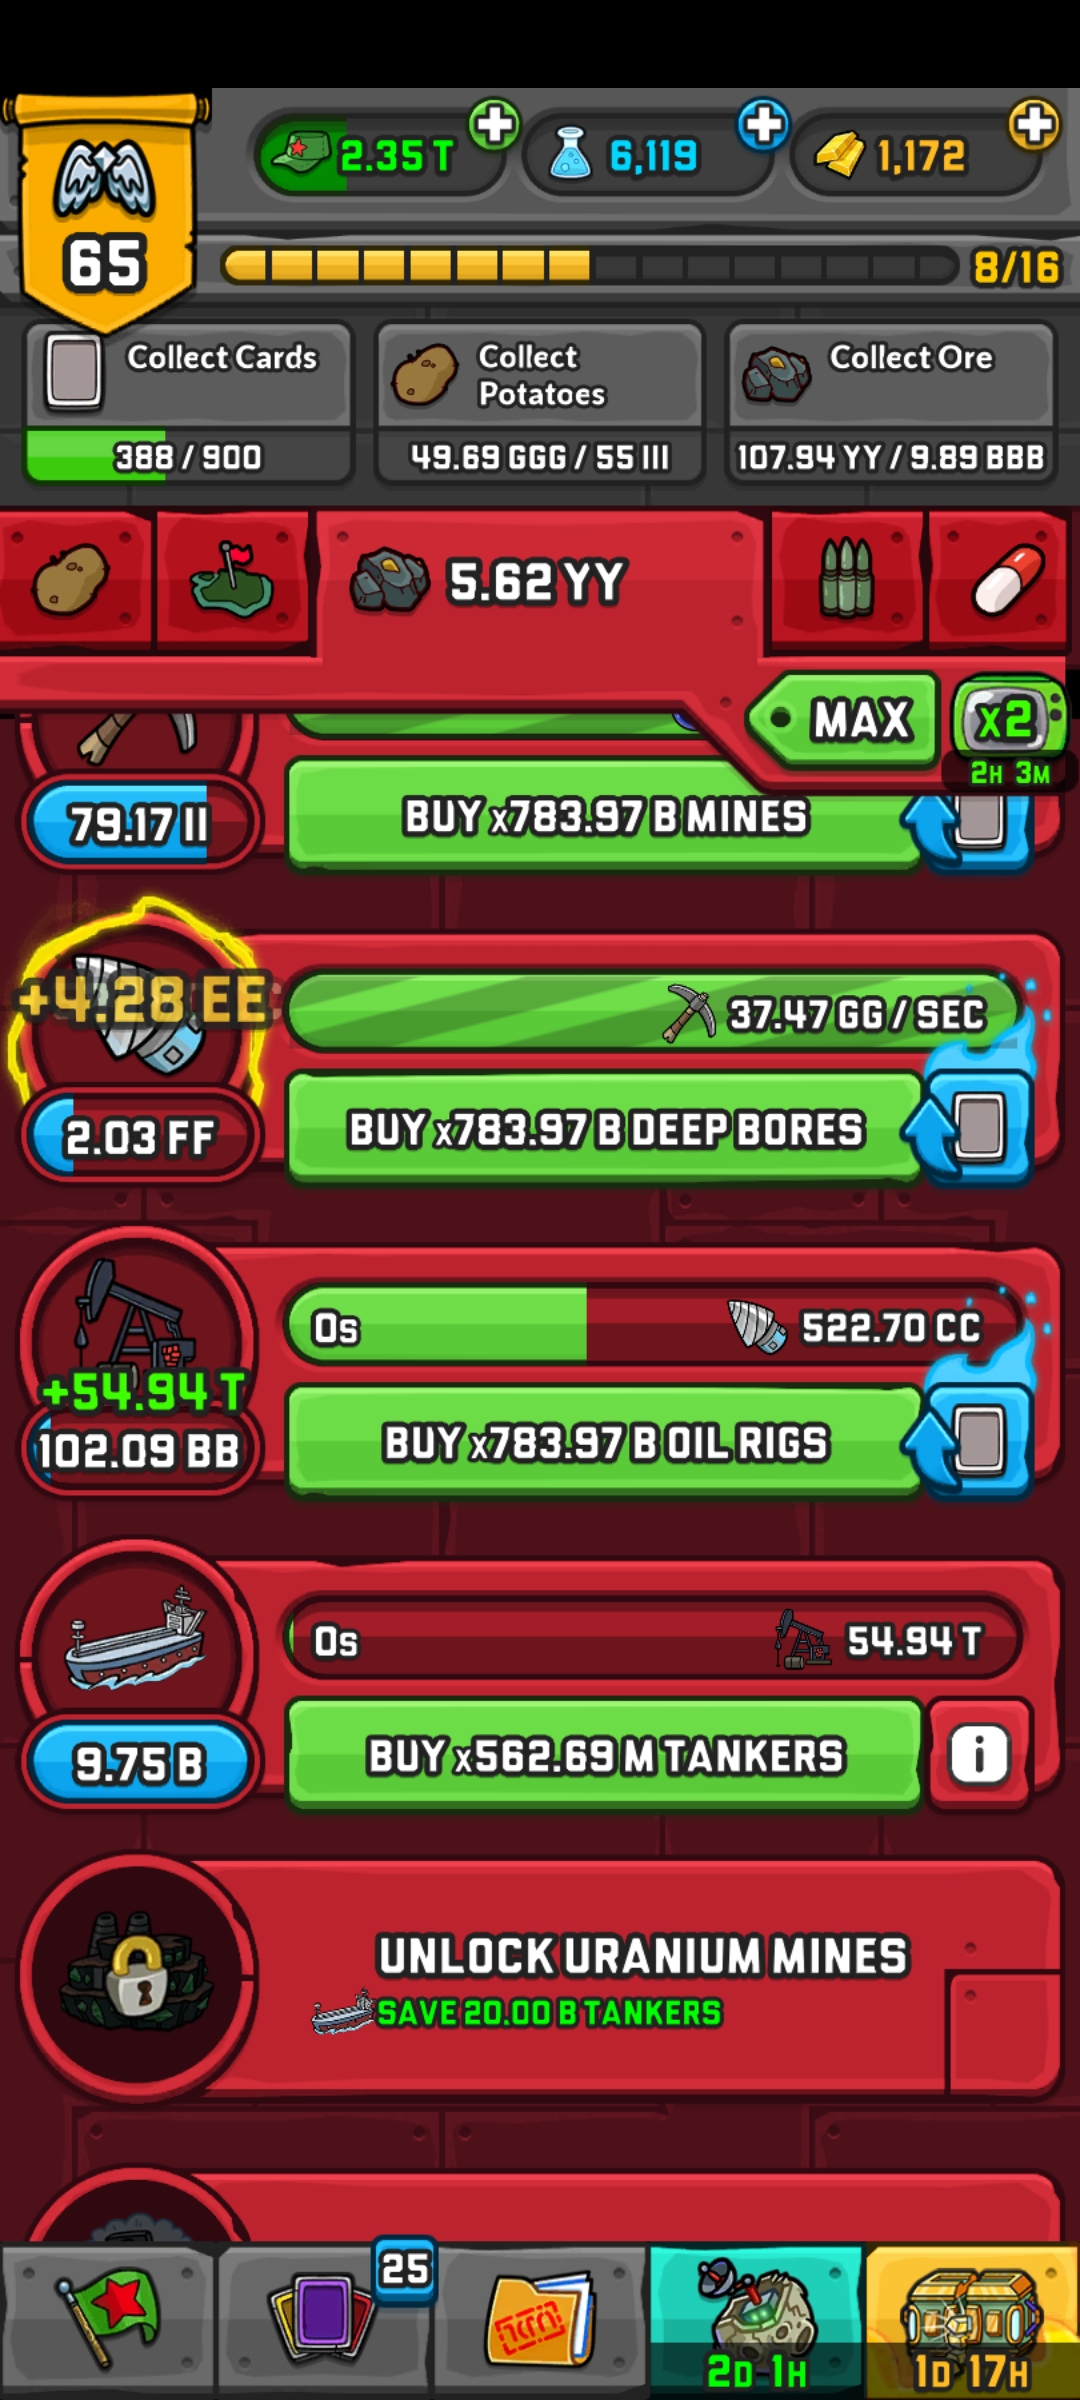 2.35 T
6,119
1,172
65
8/16
Collect Cards
388 / 900
Collect
Potatoes
49.69 GGG / 55 III
Collect Ore
107.94 YY / 9.89 BBB
5.62 YY
MAX
x2
2H 3M
79.17 II
BUY x783.97 B MINES
+4.28 EE
37.47 GG / SEC
2.03 FF
BUY x783.97 B DEEP BORES
0s
522.70 CC
+54.94 T
102.09 BB
BUY x783.97 B OIL RIGS
0s
54.94 T
9.75 B
BUY x562.69 M TANKERS
i
UNLOCK URANIUM MINES
SAVE 20.00 B TANKERS
25
2D 1H
1D 17H